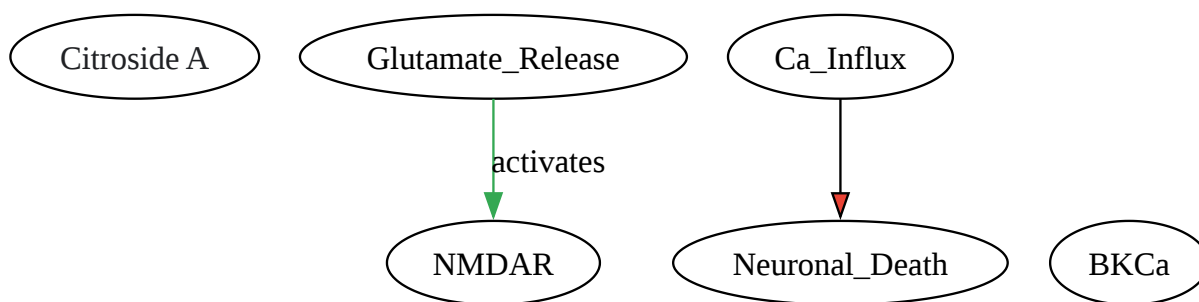 Citroside A
Glutamate_Release
Ca_Influx
activates
NMDAR
Neuronal_Death
BKCa